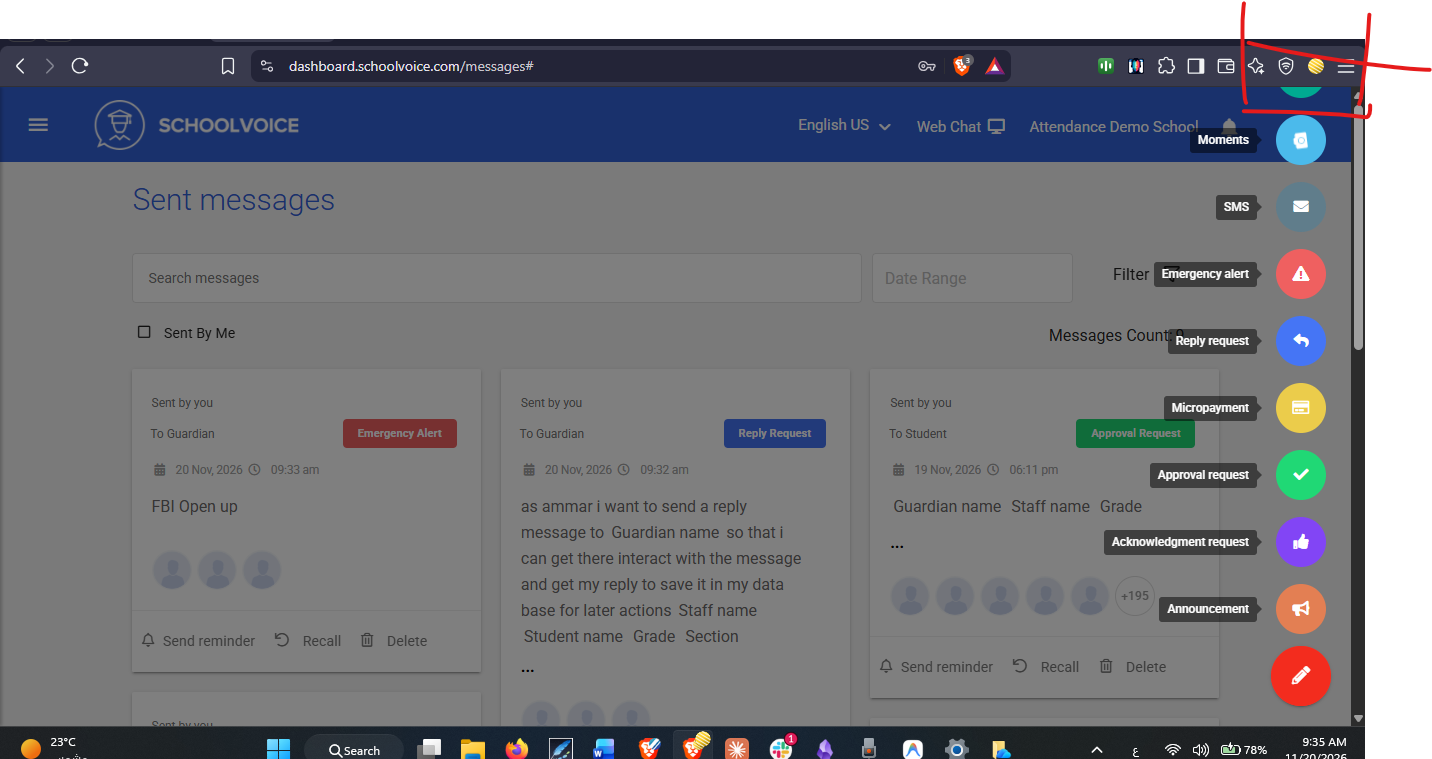 dashboard.schoolvoice.com/messages#
3
SCHOOLVOICE
English US
Web Chat
Attendance Demo School
Moments
Sent messages
SMS
Search messages
Date Range
Filter
Emergency alert
Sent By Me
Messages Count:
Reply request
Sent by you
To Guardian
Emergency Alert
20 Nov, 2026 09:33 am
FBI Open up
Send reminder Recall Delete
Sent by you
To Guardian
Reply Request
20 Nov, 2026 09:32 am
as ammar i want to send a reply
message to Guardian name so that i
can get there interact with the message
and get my reply to save it in my data
base for later actions Staff name
Student name Grade Section
...
Sent by you
To Student
Approval Request
19 Nov, 2026 06:11 pm
Guardian name Staff name Grade
...
+195
Send reminder Recall Delete
Micropayment
Approval request
Acknowledgment request
Announcement
Sent by you
23°C
Search
1
ع
78%
9:35 AM
11/20/2026